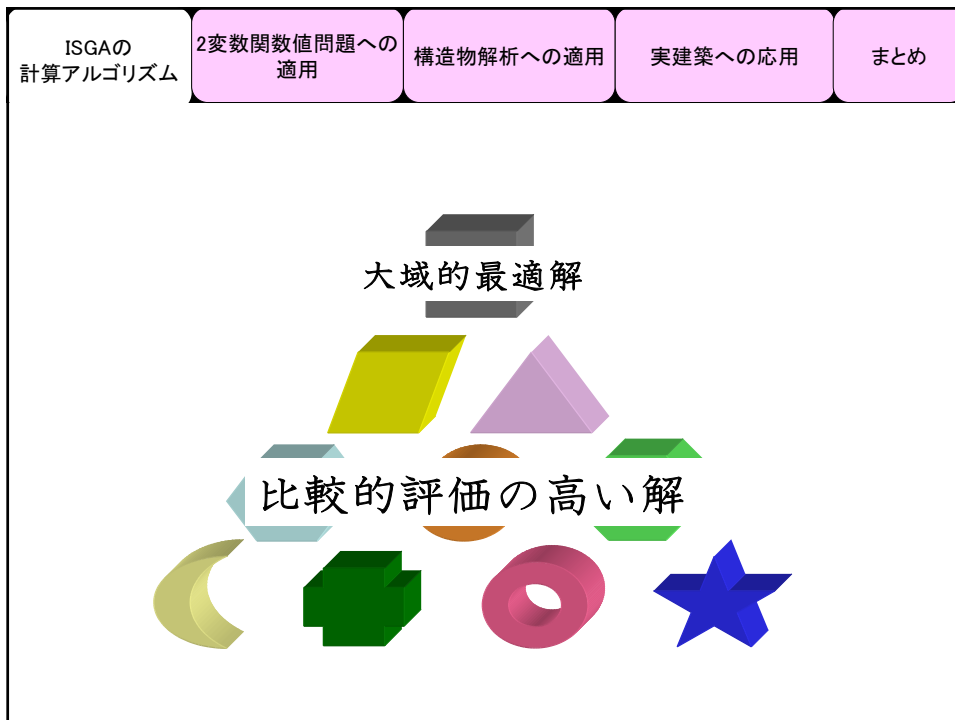 ISGAの
計算アルゴリズム
2変数関数値問題への
適用
構造物解析への適用
実建築への応用
まとめ
大域的最適解
比較的評価の高い解